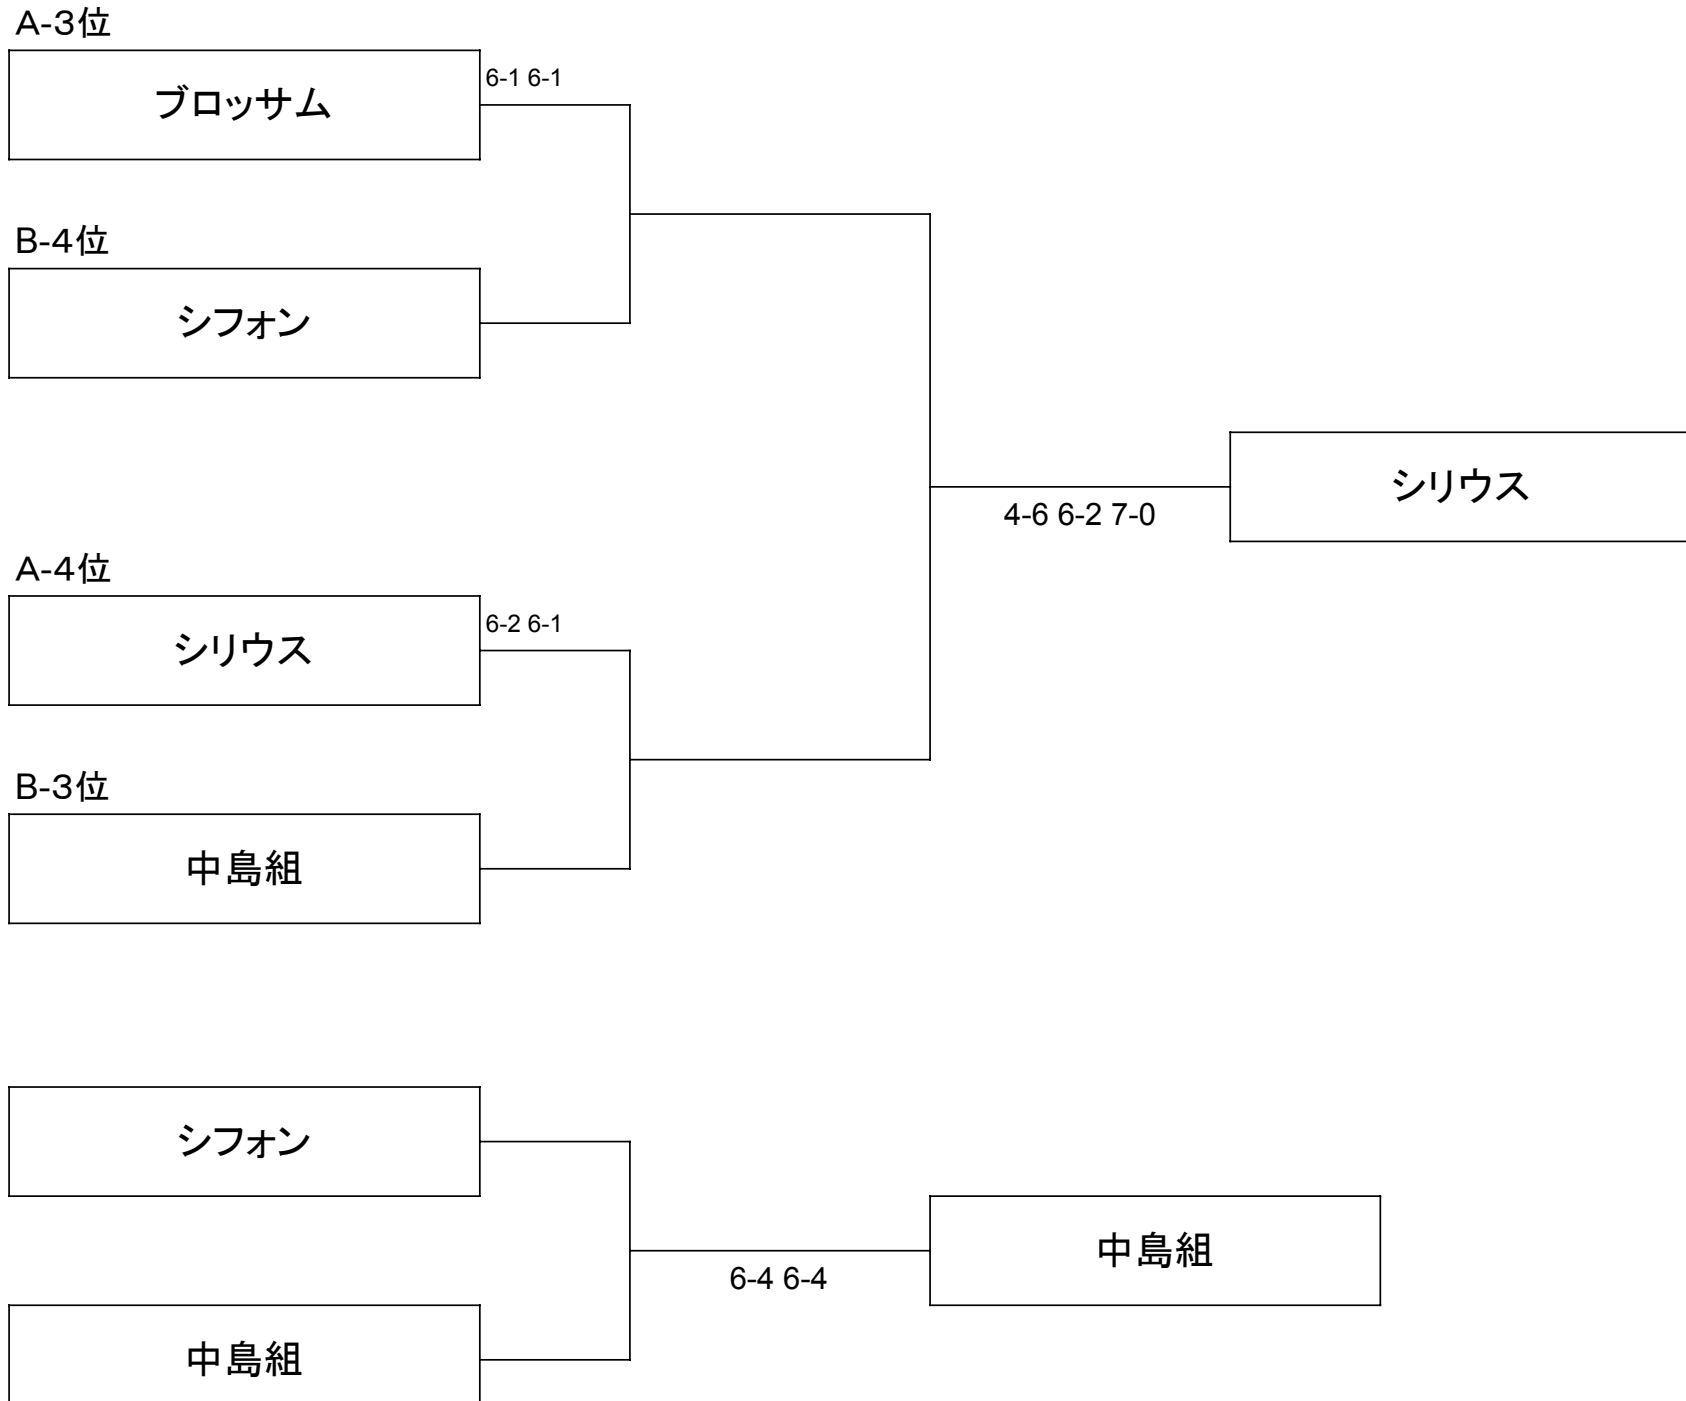 A-3位
ブロッサム
6-1 6-1
B-4位
シフォン
シリウス
4-6 6-2 7-0
A-4位
シリウス
6-2 6-1
B-3位
中島組
シフォン
中島組
6-4 6-4
中島組